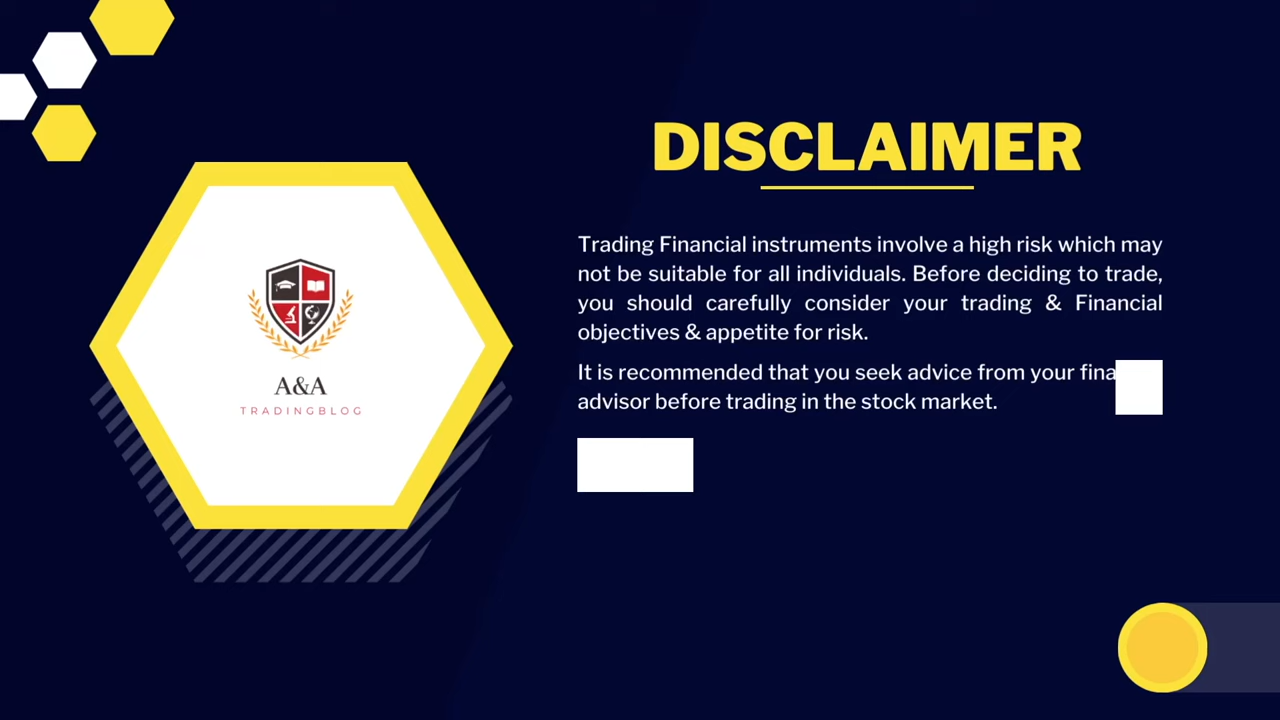 DISCLAIMER
Trading Financial instruments involve a high risk which may
not be suitable for all individuals. Before deciding to trade,
you should carefully consider your trading & Financial
objectives & appetite for risk.
It is recommended that you seek advice from your fina
advisor before trading in the stock market.
A&A
TRADINGBLOG